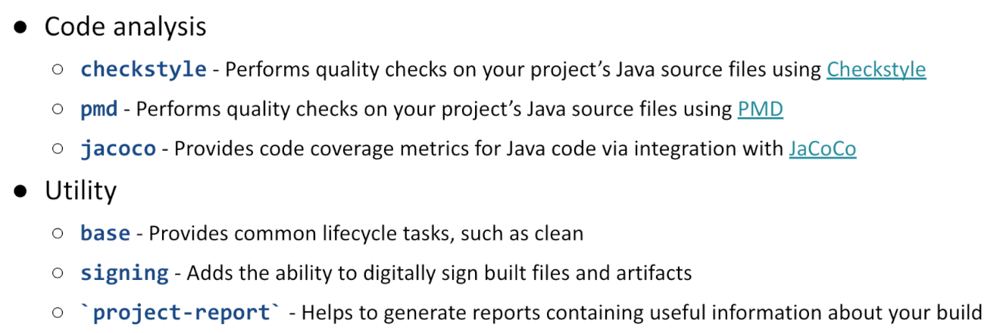 ● Code analysis
○ checkstyle - Performs quality checks on your project’s Java source files using Checkstyle
○ pmd - Performs quality checks on your project’s Java source files using PMD
○ jacoco - Provides code coverage metrics for Java code via integration with JaCoCo
● Utility
○ base - Provides common lifecycle tasks, such as clean
○ signing - Adds the ability to digitally sign built files and artifacts
○ `project-report` - Helps to generate reports containing useful information about your build